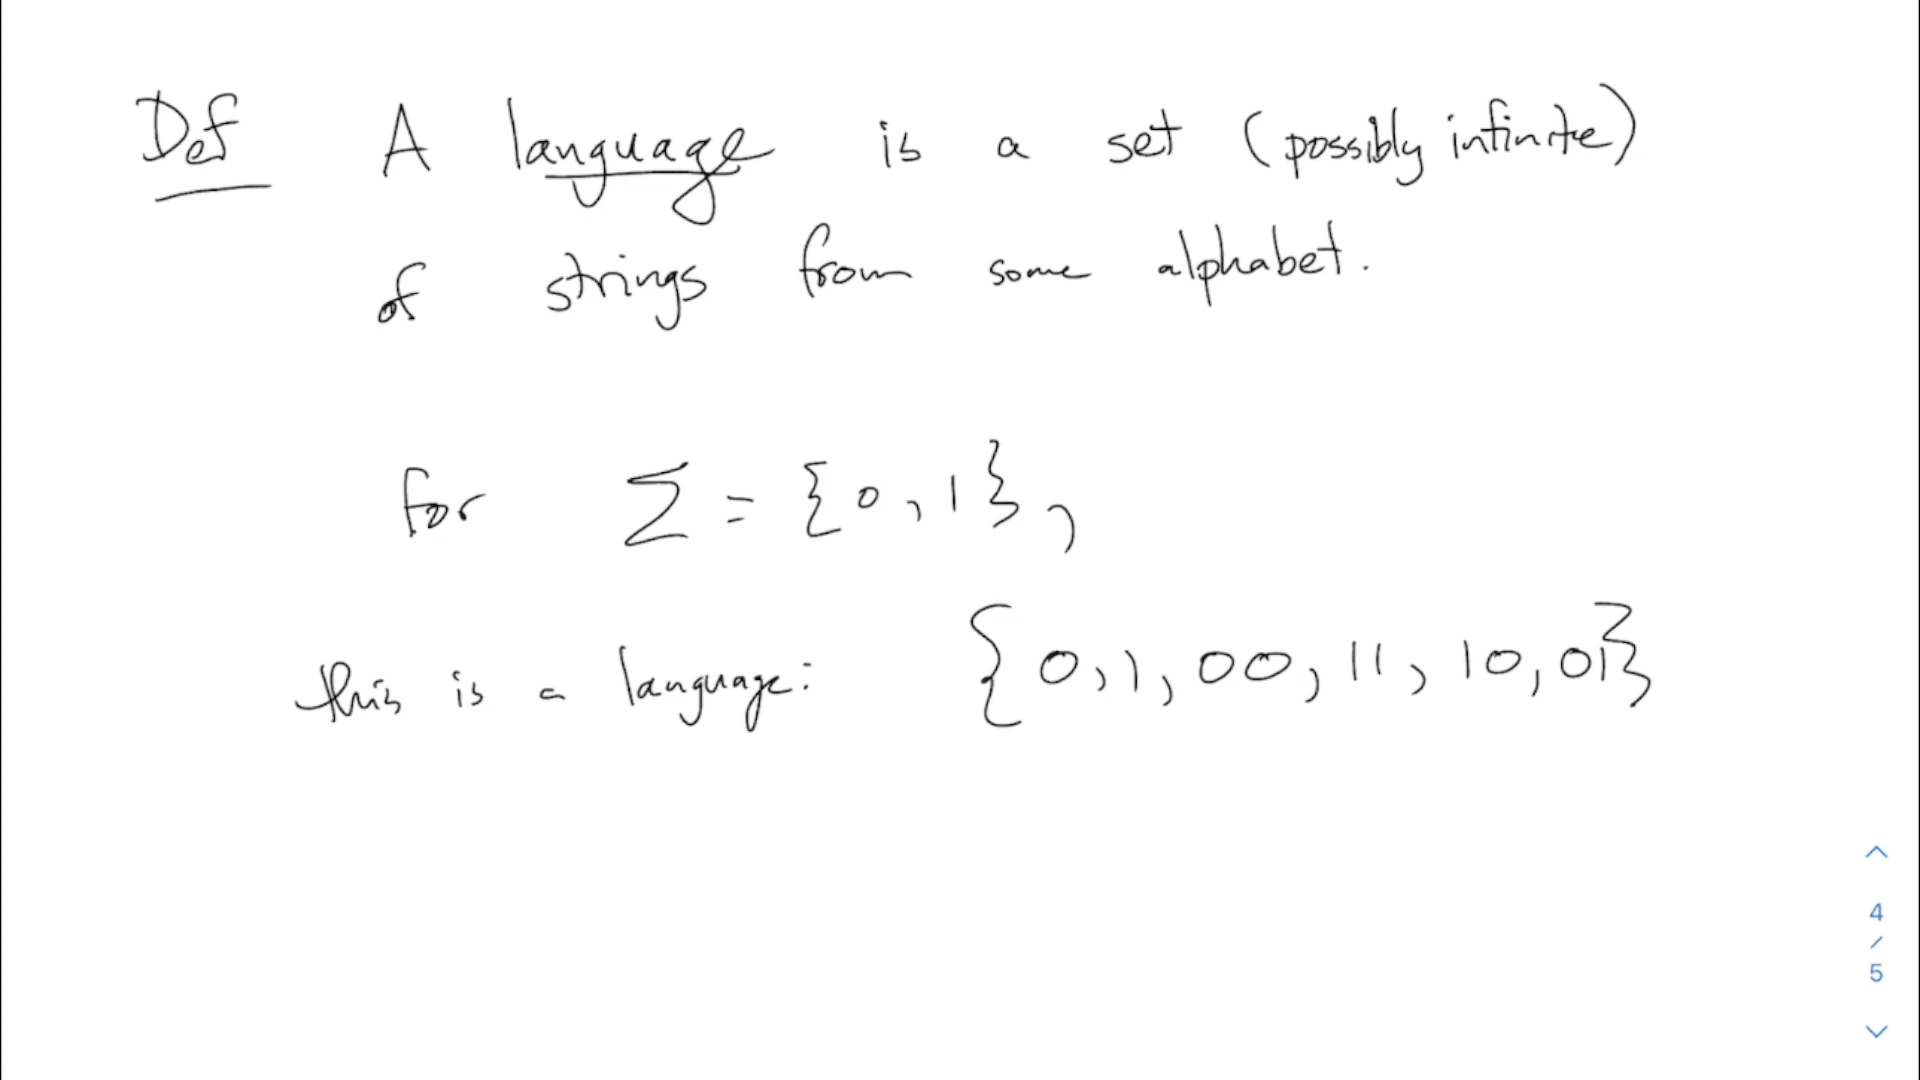 Def A language is a set (possibly infinite)
of strings from some alphabet.
for Σ = {0, 1},
this is a language: {0, 1, 00, 11, 10, 01}
4
/
5